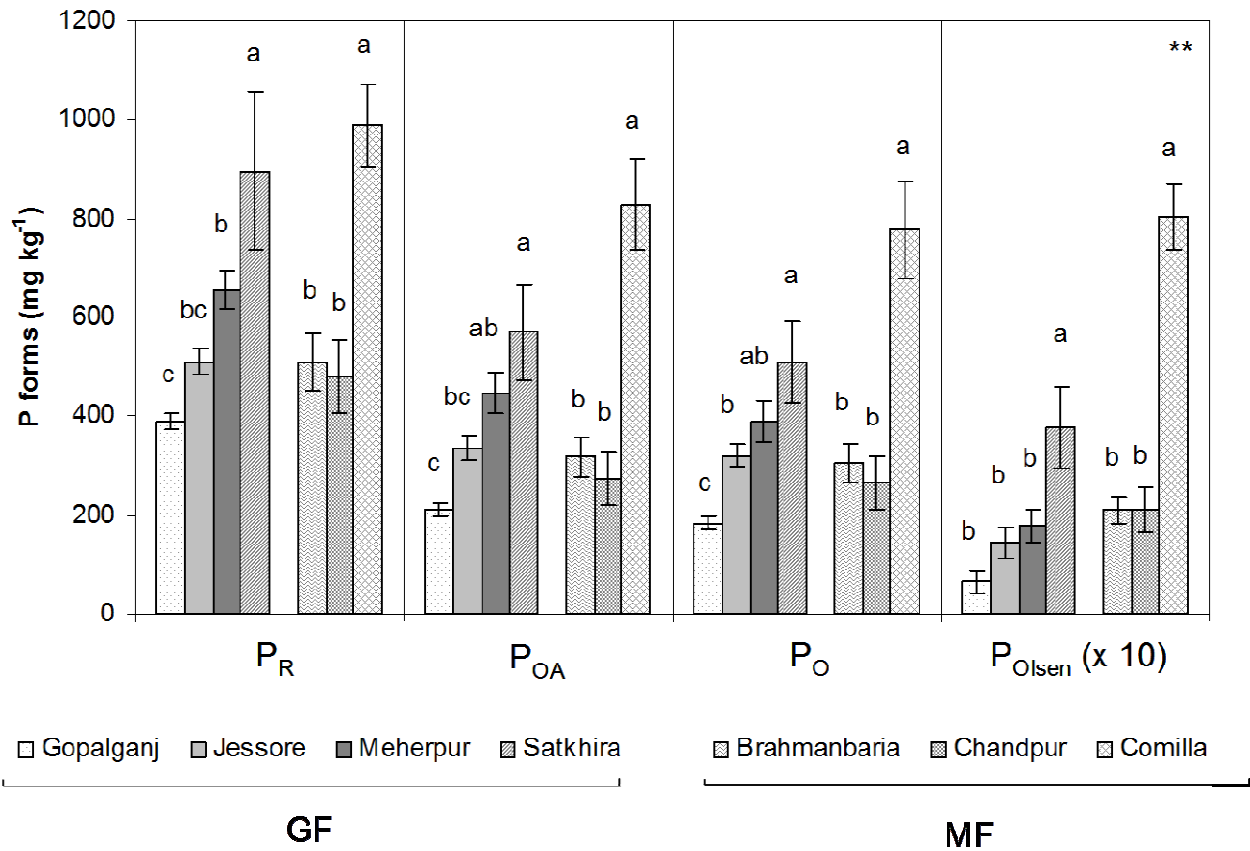 P forms (mg kg-1)
1200
1000
800
600
400
200
0
c bc b a b b a
c bc ab a b b a
c b ab a b b a
b b b a b b a
**
PR POA PO POlsen (x 10)
Gopalganj Jessore Meherpur Satkhira Brahmanbaria Chandpur Comilla
GF MF